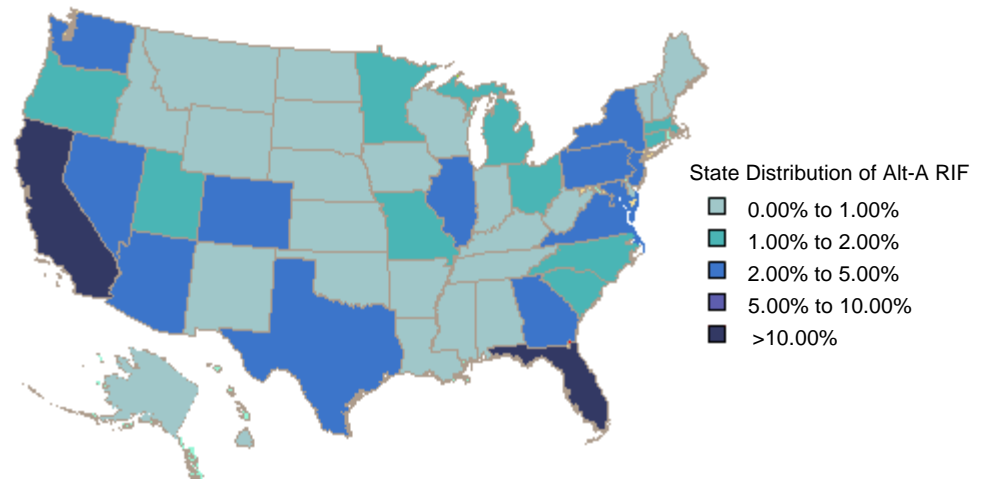 State Distribution of Alt-A RIF
0.00% to 1.00%
1.00% to 2.00%
2.00% to 5.00%
5.00% to 10.00%
>10.00%